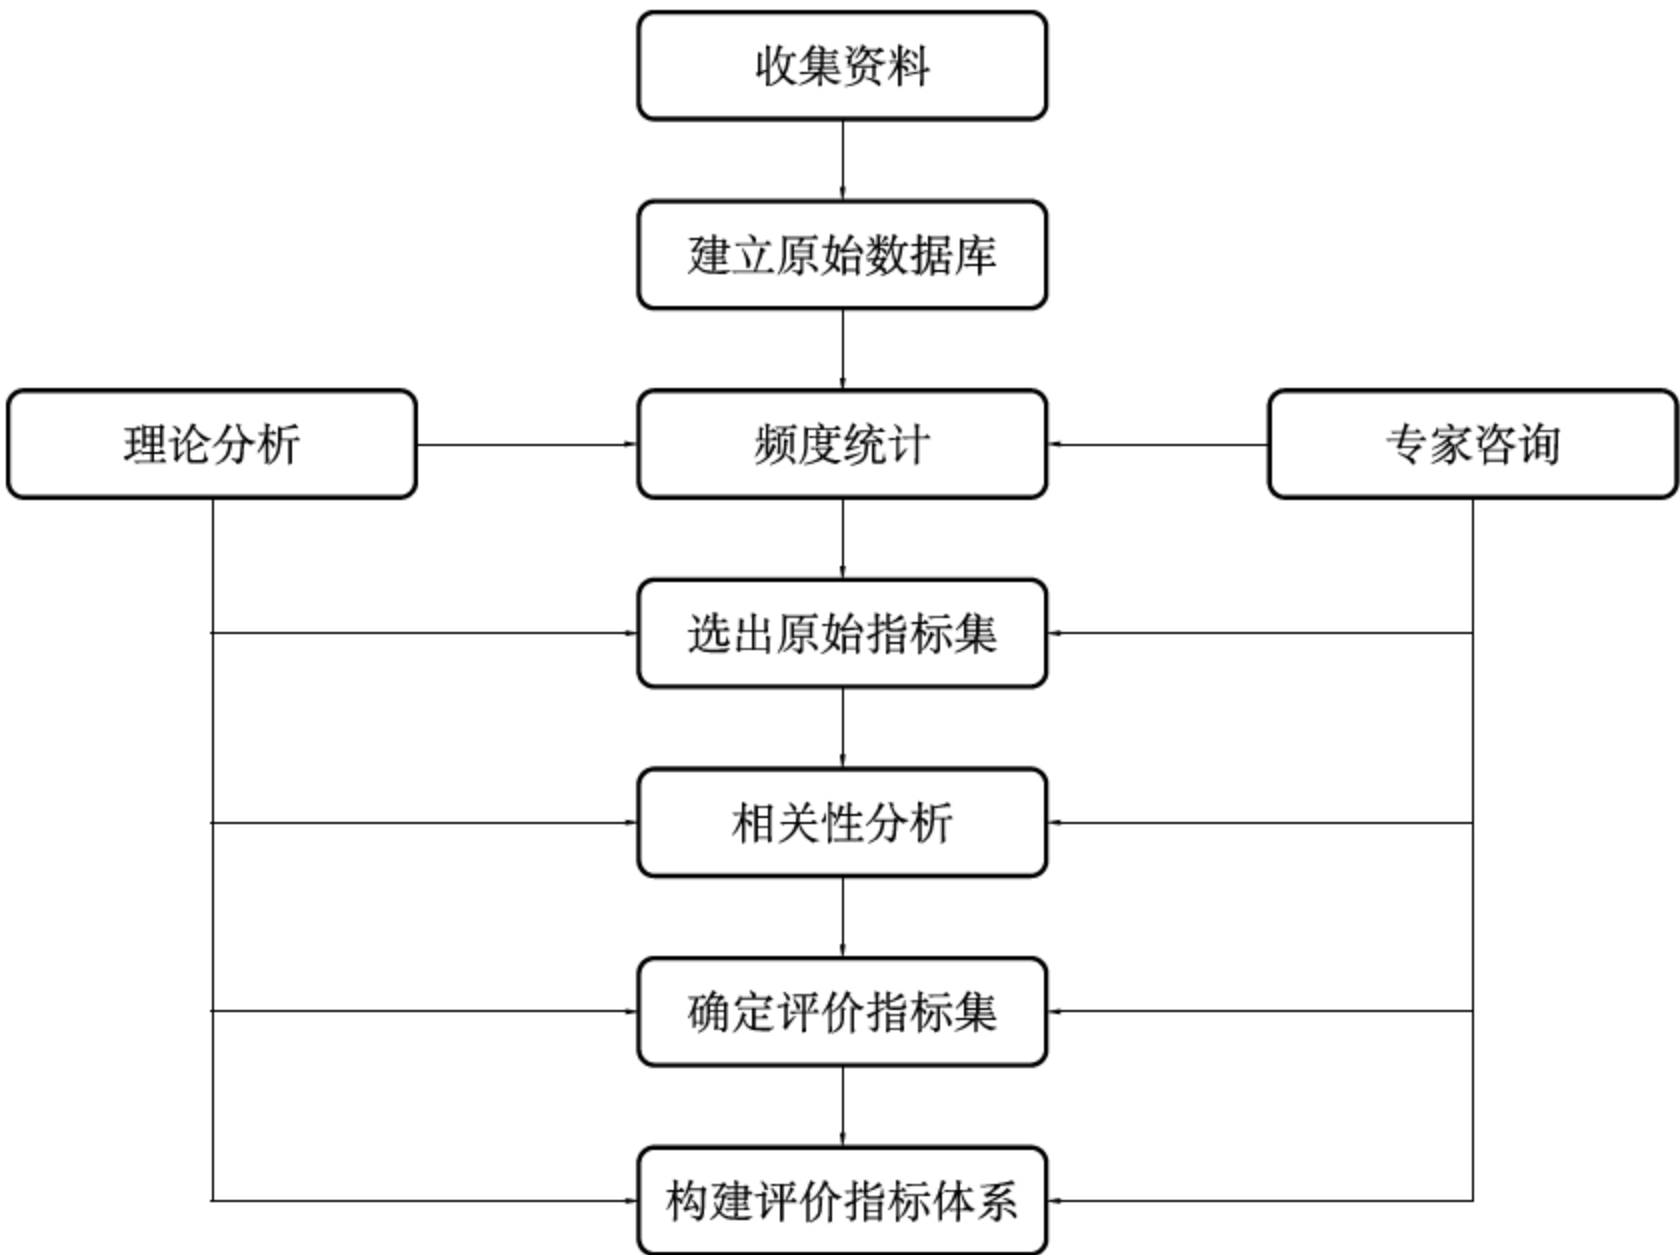 收集资料
建立原始数据库
理论分析
频度统计
专家咨询
选出原始指标集
相关性分析
确定评价指标集
构建评价指标体系